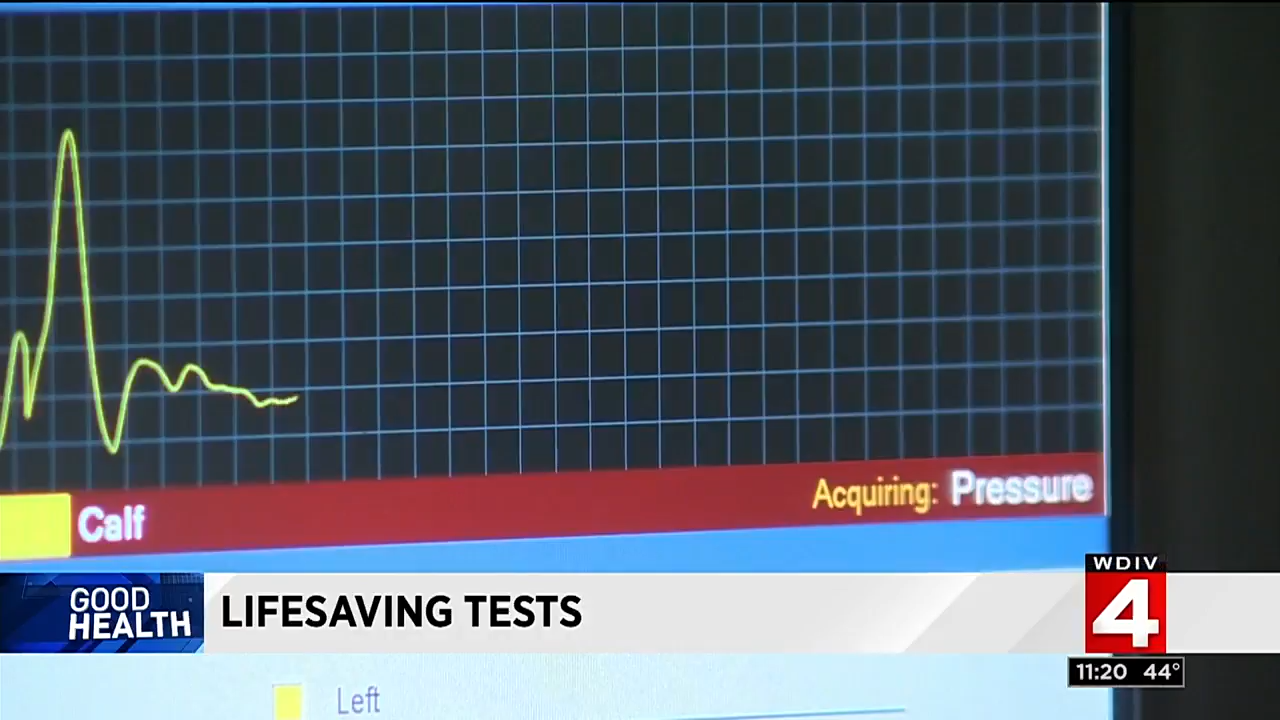 Calf
Acquiring: Pressure
GOOD
HEALTH
LIFESAVING TESTS
WDIV
4
11:20 44°
Left